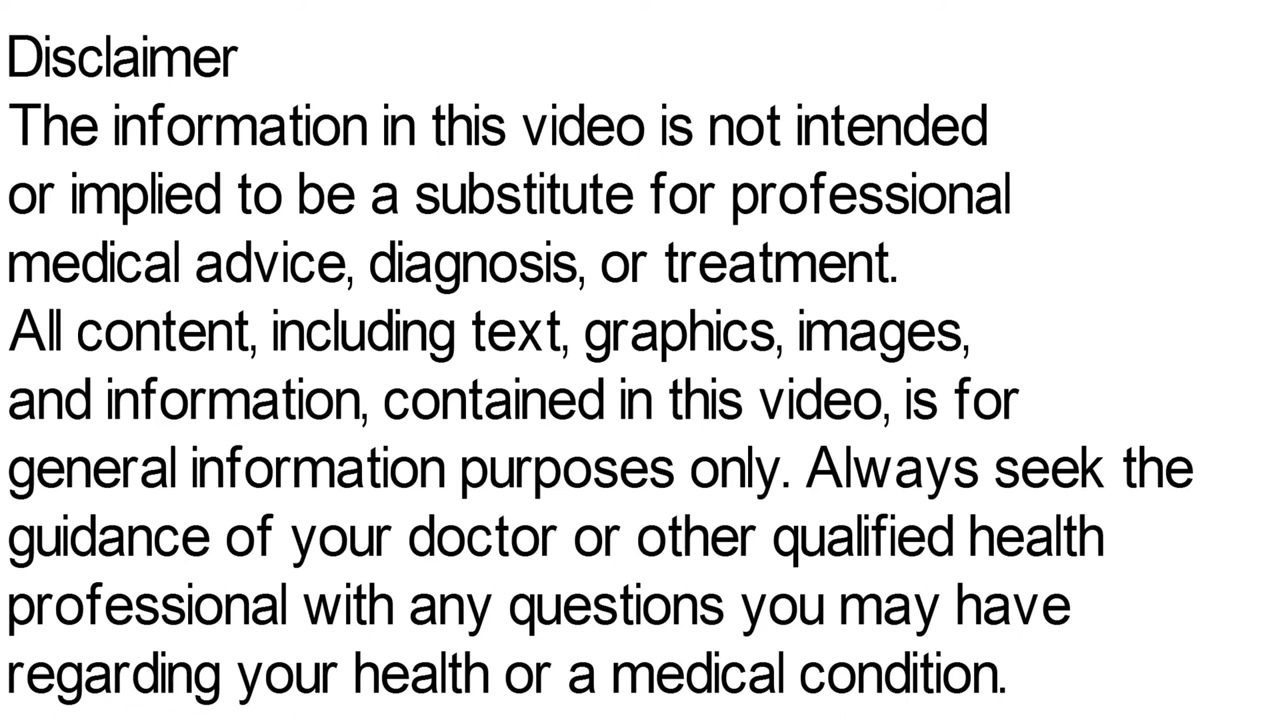 Disclaimer
The information in this video is not intended
or implied to be a substitute for professional
medical advice, diagnosis, or treatment.
All content, including text, graphics, images,
and information, contained in this video, is for
general information purposes only. Always seek the
guidance of your doctor or other qualified health
professional with any questions you may have
regarding your health or a medical condition.